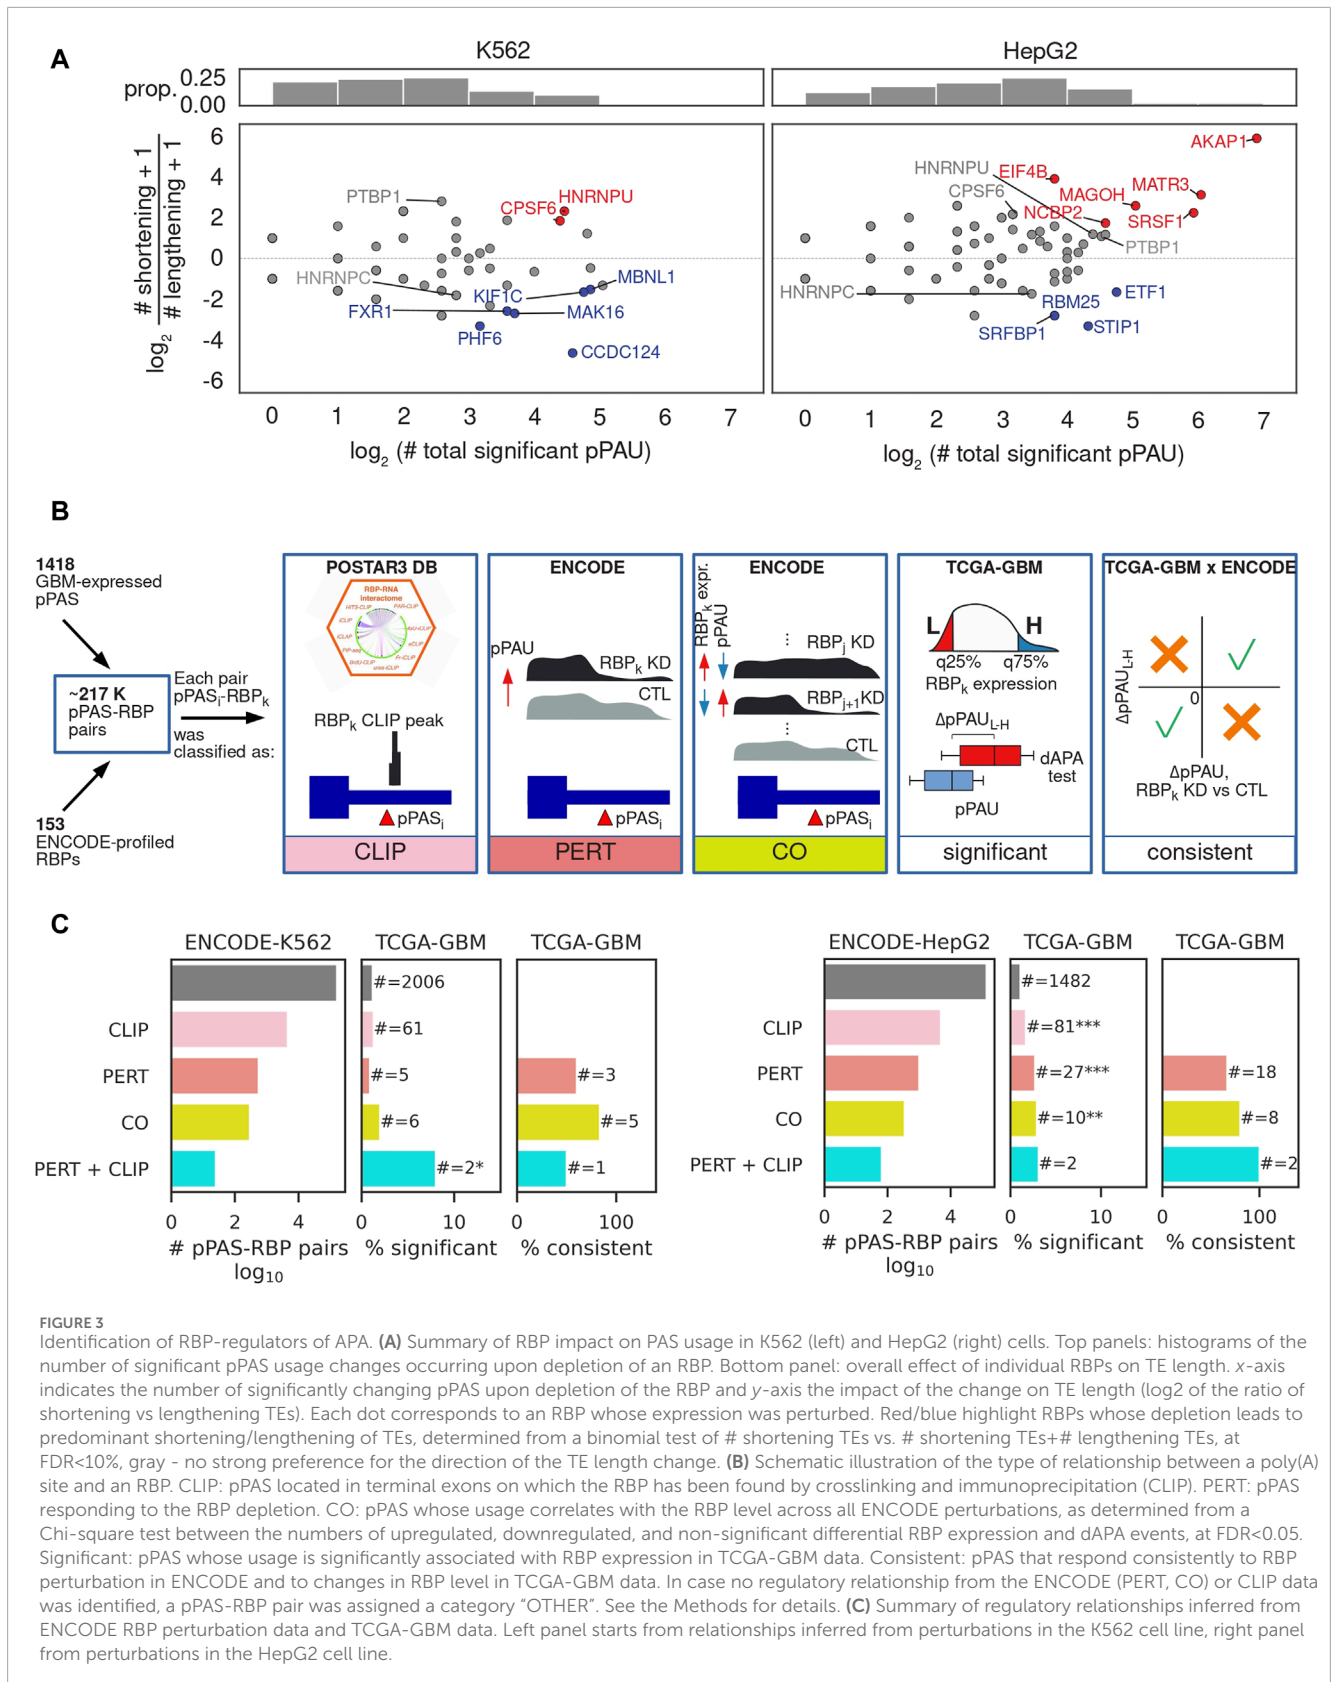 A
K562
HepG2
prop.
0.25
0.00
# shortening + 1
# lengthening + 1
log2
6
4
2
0
-2
-4
-6
PTBP1
HNRNPU
CPSF6
HNRNPC
KIF1C
MBNL1
FXR1
MAK16
PHF6
CCDC124
0 1 2 3 4 5 6 7
log2 (# total significant pPAU)
AKAP1
HNRNPU
EIF4B
CPSF6
MAGOH
MATR3
NCBP2
SRSF1
PTBP1
HNRNPC
RBM25
ETF1
SRFBP1
STIP1
0 1 2 3 4 5 6 7
log2 (# total significant pPAU)
B
1418
GBM-expressed
pPAS
~217 K
pPAS-RBP
pairs
153
ENCODE-profiled
RBPs
Each pair
pPASi-RBPk
was
classified as:
POSTAR3 DB
RBP-RNA
interactome
HITS-CLIP
PAR-CLIP
iCLIP
RBPk CLIP peak
pPASi
CLIP
ENCODE
pPAU
RBPk KD
CTL
pPASi
PERT
ENCODE
RBPk expr.
pPAU
RBPj KD
RBPj+1KD
CTL
pPASi
CO
TCGA-GBM
L
H
q25% q75%
RBPk expression
ΔpPAUL-H
dAPA
test
pPAU
significant
TCGA-GBM x ENCODE
ΔpPAUL-H
0
ΔpPAU,
RBPk KD vs CTL
consistent
C
ENCODE-K562
TCGA-GBM
TCGA-GBM
#=2006
CLIP
#=61
PERT
#=5
#=3
CO
#=6
#=5
PERT + CLIP
#=2*
#=1
0 2 4
0 10
0 100
# pPAS-RBP pairs
log10
% significant
% consistent
ENCODE-HepG2
TCGA-GBM
TCGA-GBM
#=1482
CLIP
#=81***
PERT
#=27***
#=18
CO
#=10**
#=8
PERT + CLIP
#=2
#=2
0 2 4
0 10
0 100
# pPAS-RBP pairs
log10
% significant
% consistent
FIGURE 3
Identification of RBP-regulators of APA. (A) Summary of RBP impact on PAS usage in K562 (left) and HepG2 (right) cells. Top panels: histograms of the
number of significant pPAS usage changes occurring upon depletion of an RBP. Bottom panel: overall effect of individual RBPs on TE length. x-axis
indicates the number of significantly changing pPAS upon depletion of the RBP and y-axis the impact of the change on TE length (log2 of the ratio of
shortening vs lengthening TEs). Each dot corresponds to an RBP whose expression was perturbed. Red/blue highlight RBPs whose depletion leads to
predominant shortening/lengthening of TEs, determined from a binomial test of # shortening TEs vs. # shortening TEs+# lengthening TEs, at
FDR<10%, gray - no strong preference for the direction of the TE length change. (B) Schematic illustration of the type of relationship between a poly(A)
site and an RBP. CLIP: pPAS located in terminal exons on which the RBP has been found by crosslinking and immunoprecipitation (CLIP). PERT: pPAS
responding to the RBP depletion. CO: pPAS whose usage correlates with the RBP level across all ENCODE perturbations, as determined from a
Chi-square test between the numbers of upregulated, downregulated, and non-significant differential RBP expression and dAPA events, at FDR<0.05.
Significant: pPAS whose usage is significantly associated with RBP expression in TCGA-GBM data. Consistent: pPAS that respond consistently to RBP
perturbation in ENCODE and to changes in RBP level in TCGA-GBM data. In case no regulatory relationship from the ENCODE (PERT, CO) or CLIP data
was identified, a pPAS-RBP pair was assigned a category “OTHER”. See the Methods for details. (C) Summary of regulatory relationships inferred from
ENCODE RBP perturbation data and TCGA-GBM data. Left panel starts from relationships inferred from perturbations in the K562 cell line, right panel
from perturbations in the HepG2 cell line.